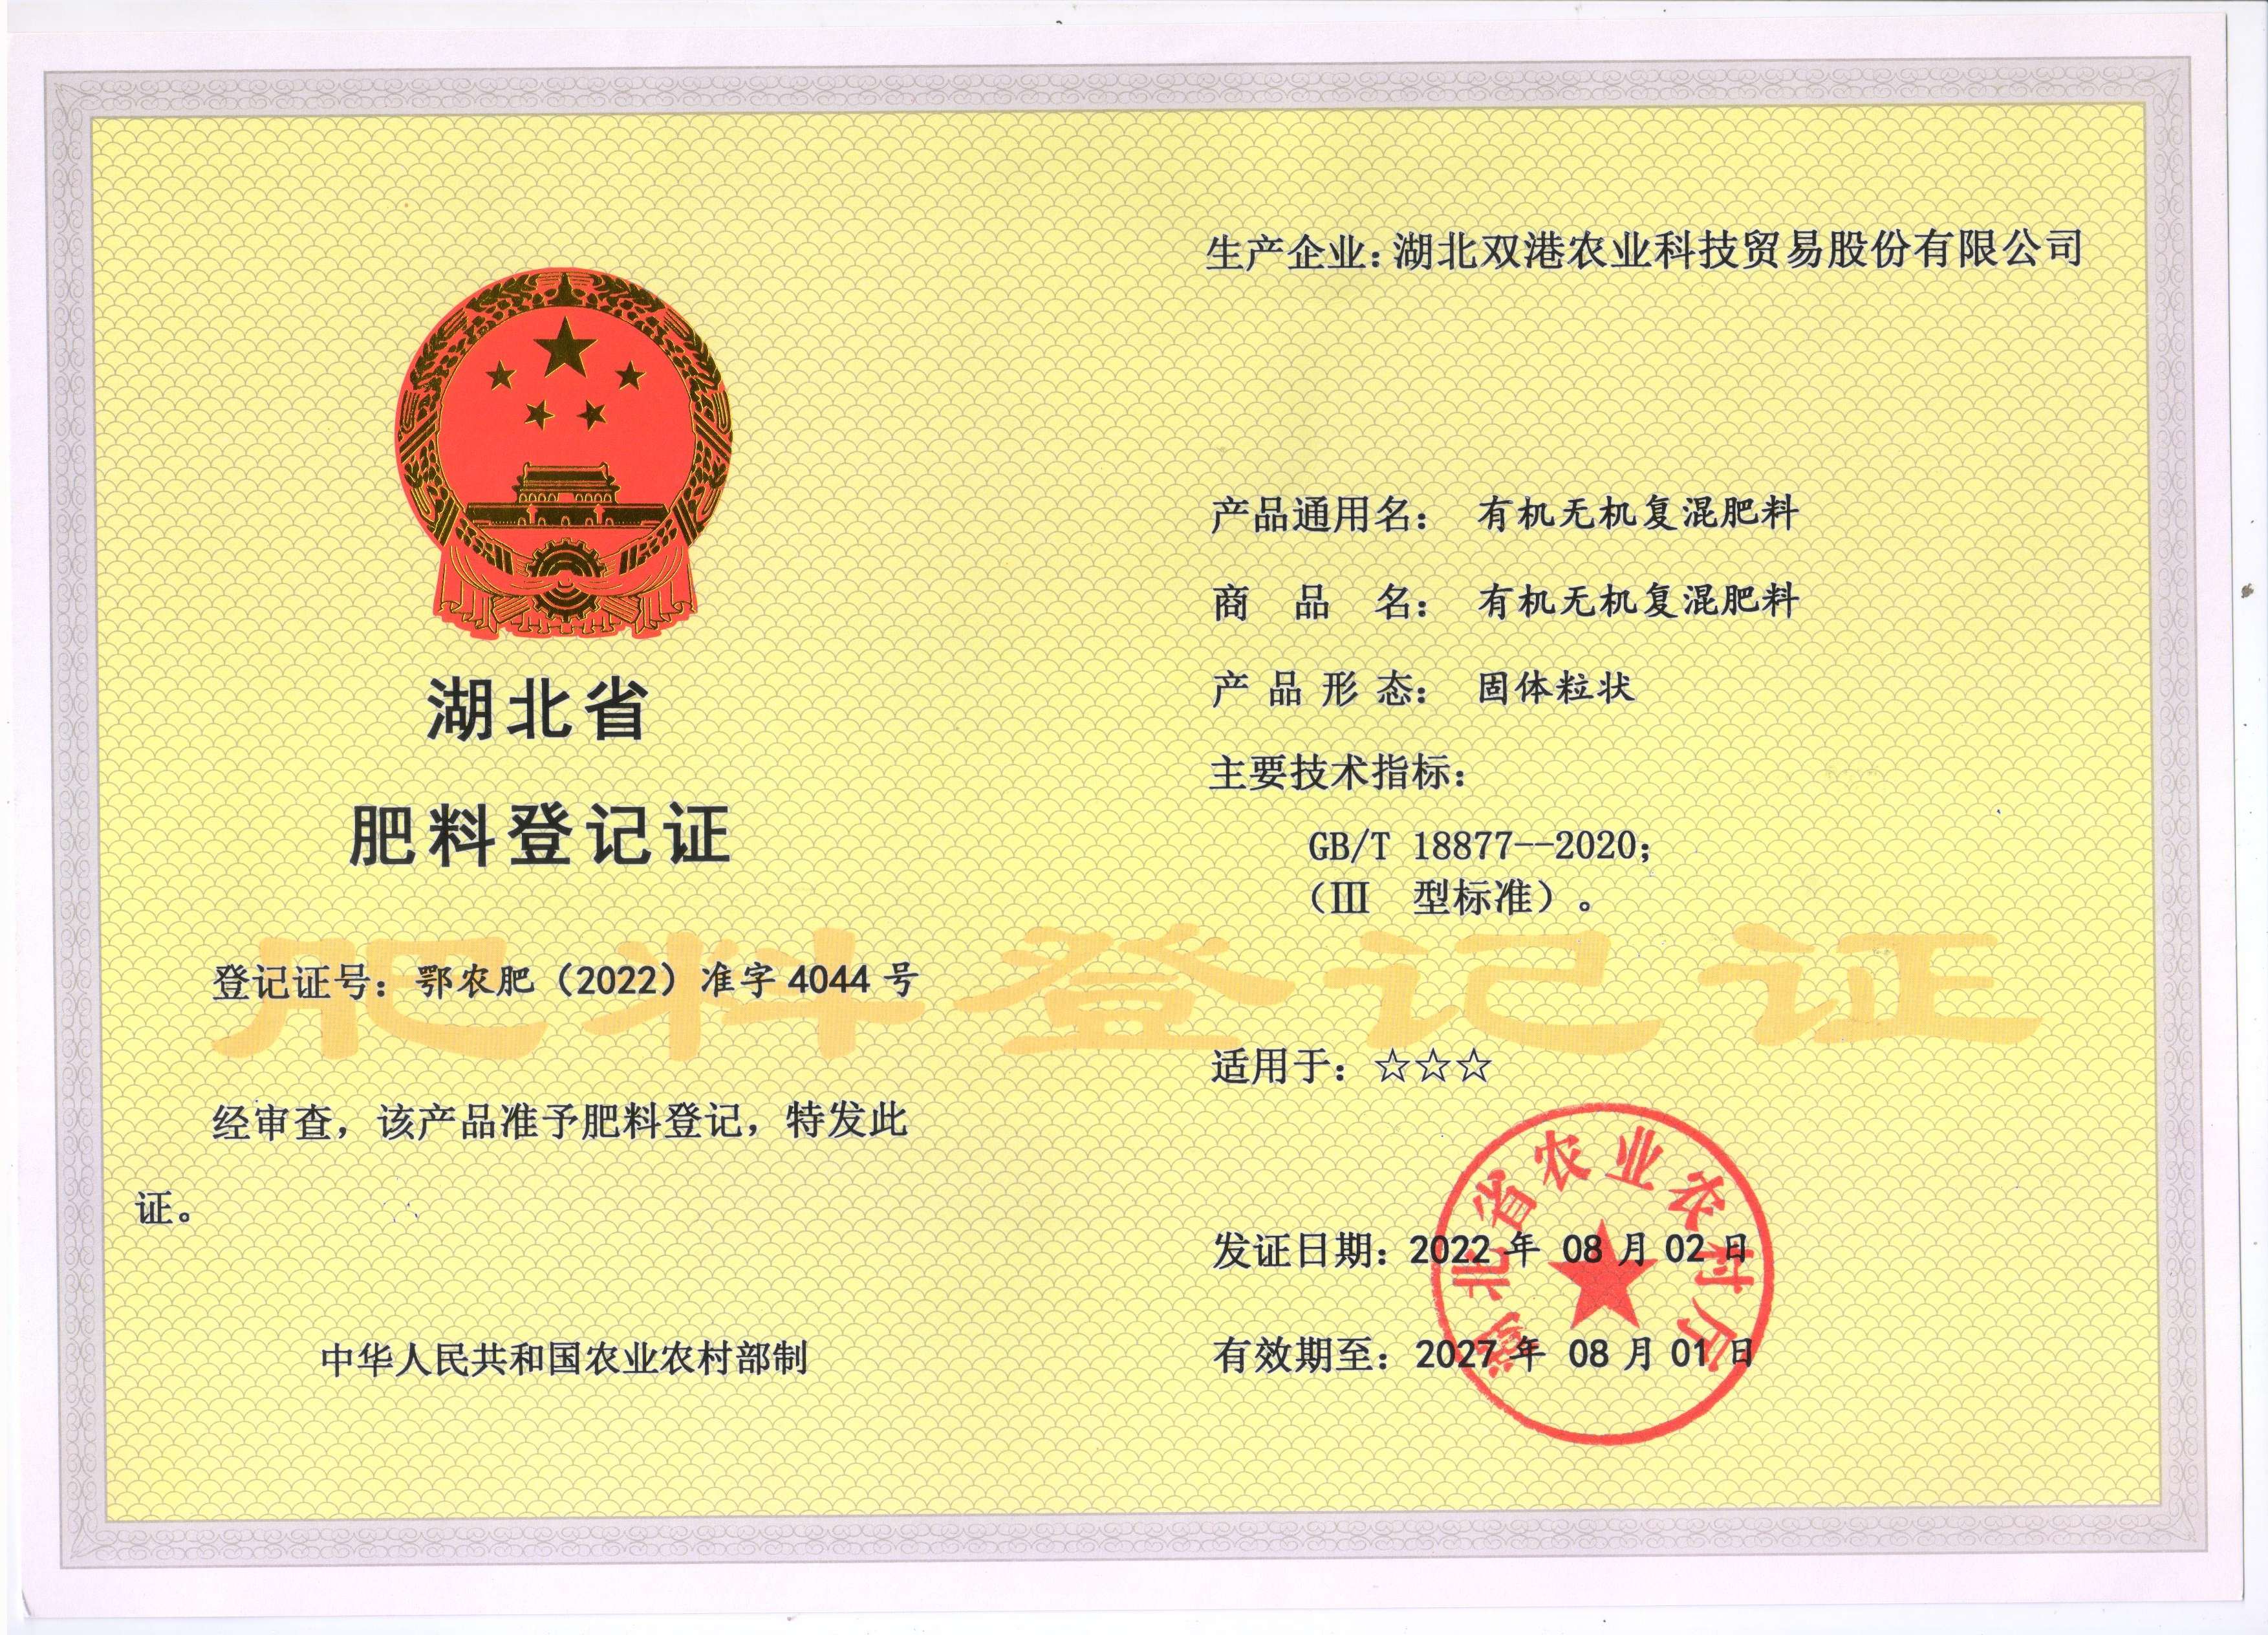 湖北省
肥料登记证
登记证号：鄂农肥（2022）准字 4044 号
经审查，该产品准予肥料登记，特发此
证。
中华人民共和国农业农村部制
生产企业：湖北双港农业科技贸易股份有限公司
产品通用名： 有机无机复混肥料
商 品 名： 有机无机复混肥料
产 品 形 态： 固体粒状
主要技术指标：
GB/T 18877--2020；
（Ⅲ 型标准）。
肥料登记证
适用于：☆☆☆
湖北省农业农村厅
发证日期：2022 年 08 月 02 日
有效期至：2027 年 08 月 01 日